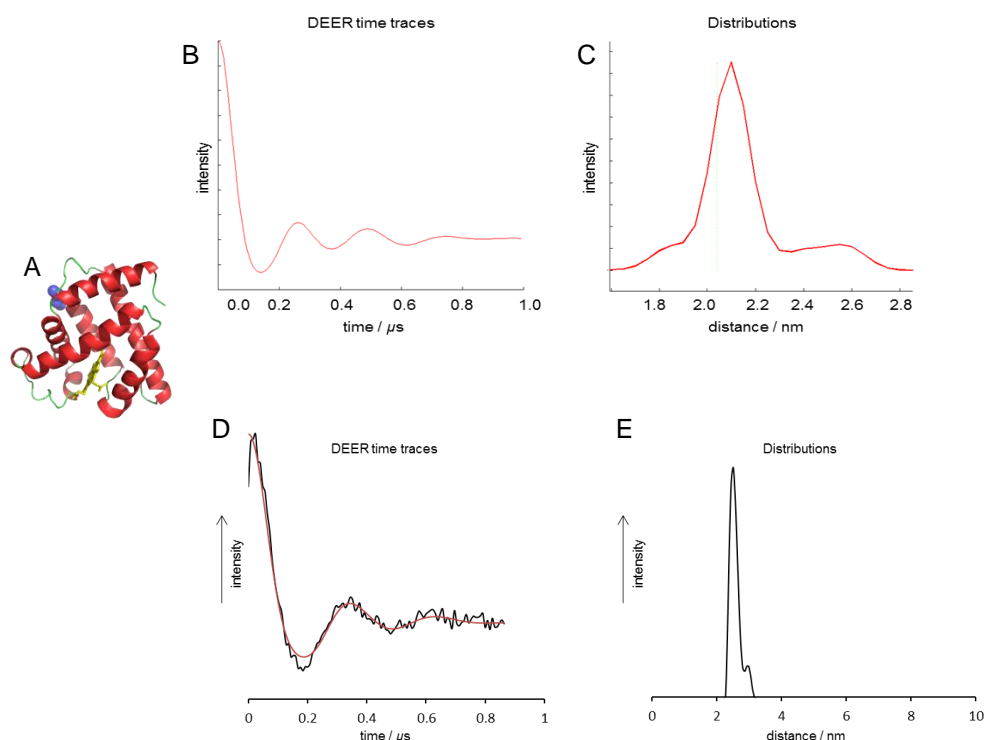 A
B
DEER time traces
intensity
0.0 0.2 0.4 0.6 0.8 1.0
time / µs
C
Distributions
intensity
1.8 2.0 2.2 2.4 2.6 2.8
distance / nm
D
DEER time traces
intensity
0 0.2 0.4 0.6 0.8 1
time / µs
E
Distributions
intensity
0 2 4 6 8 10
distance / nm